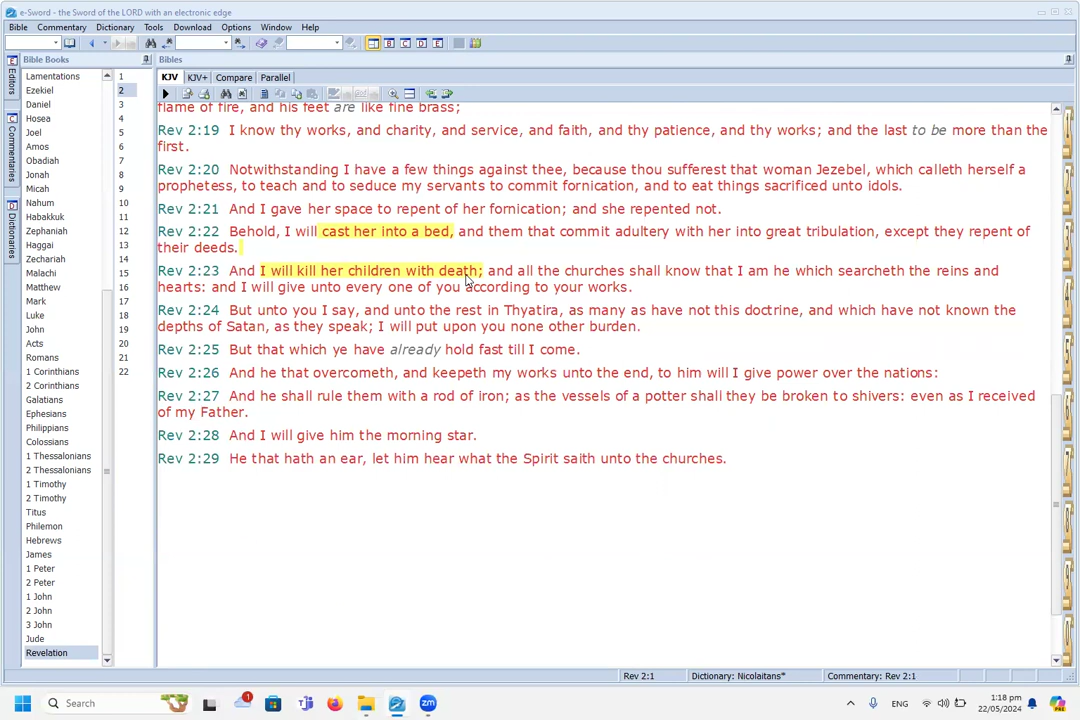 e-Sword - the Sword of the LORD with an electronic edge
Bible Commentary Dictionary Tools Download Options Window Help
B C D E
Bible Books
Bibles
Editors
Commentaries
Dictionaries
KJV KJV+ Compare Parallel
Lamentations
Ezekiel
Daniel
Hosea
Joel
Amos
Obadiah
Jonah
Micah
Nahum
Habakkuk
Zephaniah
Haggai
Zechariah
Malachi
Matthew
Mark
Luke
John
Acts
Romans
1 Corinthians
2 Corinthians
Galatians
Ephesians
Philippians
Colossians
1 Thessalonians
2 Thessalonians
1 Timothy
2 Timothy
Titus
Philemon
Hebrews
James
1 Peter
2 Peter
1 John
2 John
3 John
Jude
Revelation
1
2
3
4
5
6
7
8
9
10
11
12
13
14
15
16
17
18
19
20
21
22
flame of fire, and his feet are like fine brass;
Rev 2:19 I know thy works, and charity, and service, and faith, and thy patience, and thy works; and the last to be more than the
first.
Rev 2:20 Notwithstanding I have a few things against thee, because thou sufferest that woman Jezebel, which calleth herself a
prophetess, to teach and to seduce my servants to commit fornication, and to eat things sacrificed unto idols.
Rev 2:21 And I gave her space to repent of her fornication; and she repented not.
Rev 2:22 Behold, I will cast her into a bed, and them that commit adultery with her into great tribulation, except they repent of
their deeds.
Rev 2:23 And I will kill her children with death; and all the churches shall know that I am he which searcheth the reins and
hearts: and I will give unto every one of you according to your works.
Rev 2:24 But unto you I say, and unto the rest in Thyatira, as many as have not this doctrine, and which have not known the
depths of Satan, as they speak; I will put upon you none other burden.
Rev 2:25 But that which ye have already hold fast till I come.
Rev 2:26 And he that overcometh, and keepeth my works unto the end, to him will I give power over the nations:
Rev 2:27 And he shall rule them with a rod of iron; as the vessels of a potter shall they be broken to shivers: even as I received
of my Father.
Rev 2:28 And I will give him the morning star.
Rev 2:29 He that hath an ear, let him hear what the Spirit saith unto the churches.
1
2
3
4
5
6
7
8
9
0
Rev 2:1 Dictionary: Nicolaitans* Commentary: Rev 2:1
Search
1
zm
ENG
1:18 pm
22/05/2024
PRE